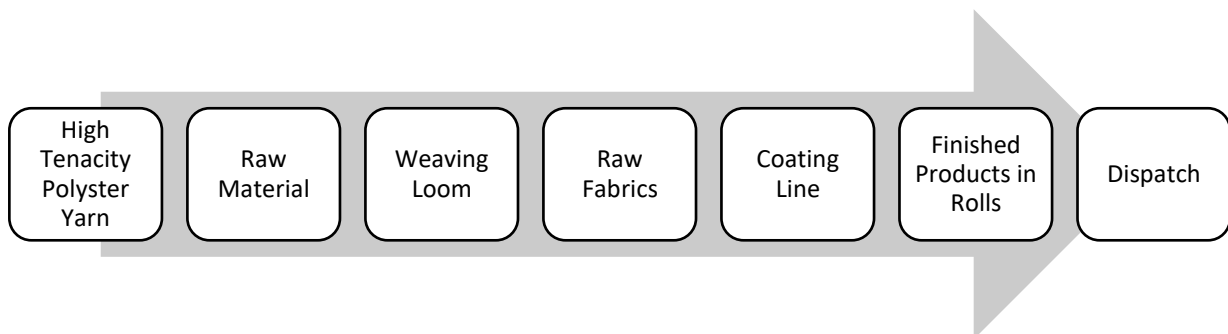 High
Tenacity
Polyster
Yarn
Raw
Material
Weaving
Loom
Raw
Fabrics
Coating
Line
Finished
Products in
Rolls
Dispatch